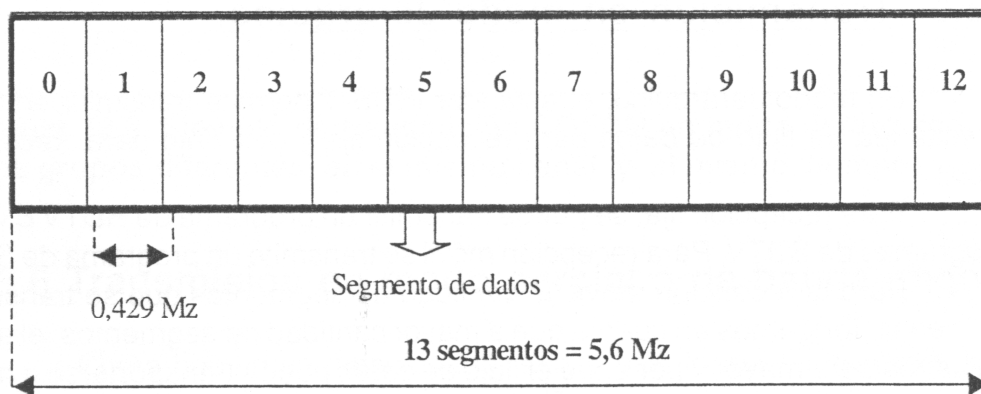 0 1 2 3 4 5 6 7 8 9 10 11 12
Segmento de datos
0,429 Mz
13 segmentos = 5,6 Mz